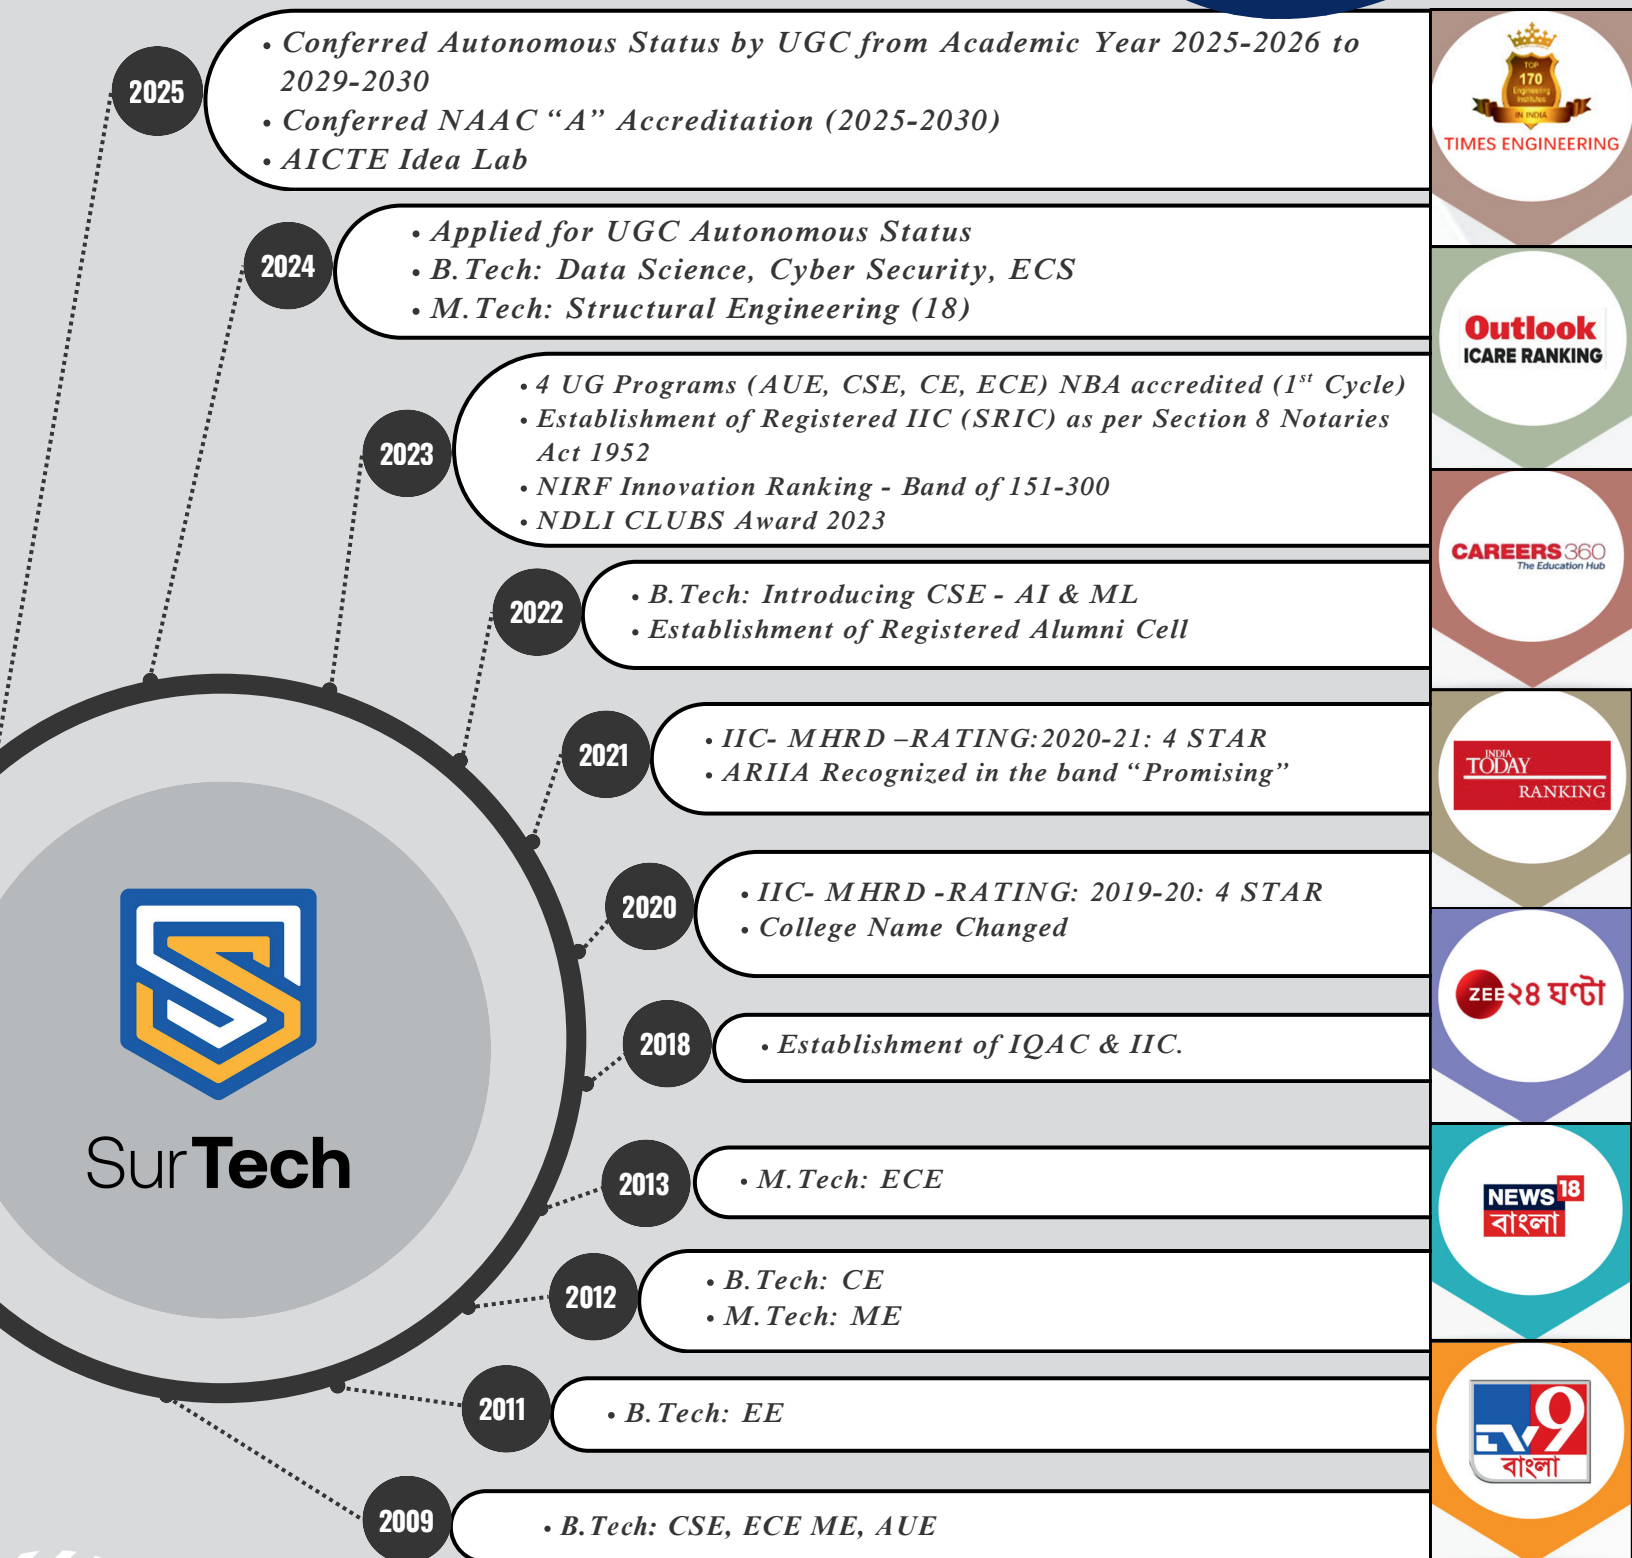 2025
• Conferred Autonomous Status by UGC from Academic Year 2025-2026 to
2029-2030
• Conferred NAAC “A” Accreditation (2025-2030)
• AICTE Idea Lab
2024
• Applied for UGC Autonomous Status
• B.Tech: Data Science, Cyber Security, ECS
• M.Tech: Structural Engineering (18)
2023
• 4 UG Programs (AUE, CSE, CE, ECE) NBA accredited (1st Cycle)
• Establishment of Registered IIC (SRIC) as per Section 8 Notaries
Act 1952
• NIRF Innovation Ranking - Band of 151-300
• NDLI CLUBS Award 2023
2022
• B.Tech: Introducing CSE - AI & ML
• Establishment of Registered Alumni Cell
2021
• IIC- MHRD –RATING:2020-21: 4 STAR
• ARIIA Recognized in the band “Promising”
2020
• IIC- MHRD -RATING: 2019-20: 4 STAR
• College Name Changed
2018
• Establishment of IQAC & IIC.
2013
• M.Tech: ECE
2012
• B.Tech: CE
• M.Tech: ME
2011
• B.Tech: EE
2009
• B.Tech: CSE, ECE ME, AUE
SurTech
TOP
170
Engineering
Institutes
IN INDIA
TIMES ENGINEERING
Outlook
ICARE RANKING
CAREERS360
The Education Hub
INDIA
TODAY
RANKING
ZEE ২৪ ঘণ্টা
NEWS 18
বাংলা
TV9
বাংলা